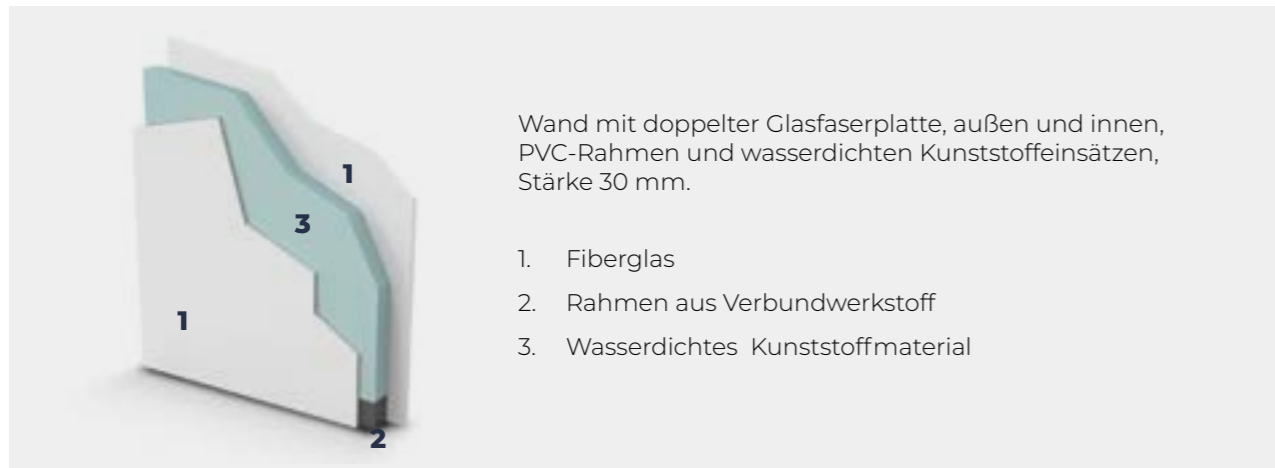 Wand mit doppelter Glasfaserplatte, außen und innen,
PVC-Rahmen und wasserdichten Kunststoffeinsätzen,
Stärke 30 mm.
1. Fiberglas
2. Rahmen aus Verbundwerkstoff
3. Wasserdichtes Kunststoffmaterial
1
3
1
2